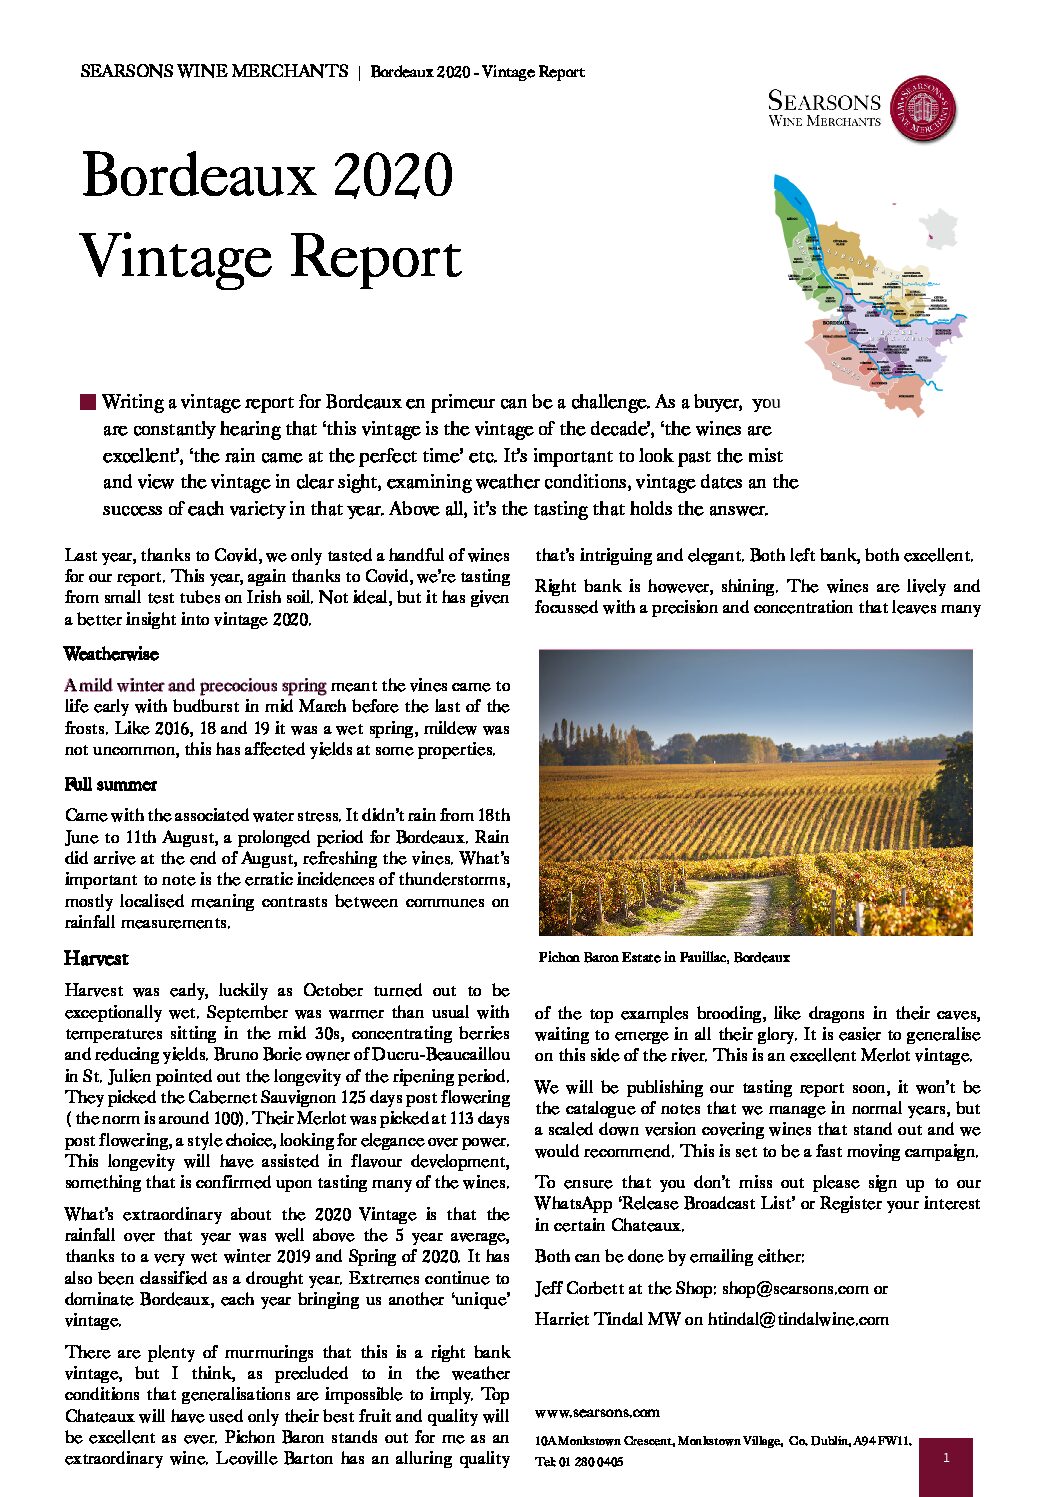 SEARSONS WINE MERCHANTS | Bordeaux 2020 - Vintage Report
SEARSONS
WINE MERCHANTS
Bordeaux 2020
Vintage Report
Writing a vintage report for Bordeaux en primeur can be a challenge. As a buyer, you
are constantly hearing that ‘this vintage is the vintage of the decade’, ‘the wines are
excellent’, ‘the rain came at the perfect time’ etc. It’s important to look past the mist
and view the vintage in clear sight, examining weather conditions, vintage dates an the
success of each variety in that year. Above all, it’s the tasting that holds the answer.
Last year, thanks to Covid, we only tasted a handful of wines
for our report. This year, again thanks to Covid, we’re tasting
from small test tubes on Irish soil. Not ideal, but it has given
a better insight into vintage 2020.
Weatherwise
A mild winter and precocious spring meant the vines came to
life early with budburst in mid March before the last of the
frosts. Like 2016, 18 and 19 it was a wet spring, mildew was
not uncommon, this has affected yields at some properties.
Full summer
Came with the associated water stress. It didn’t rain from 18th
June to 11th August, a prolonged period for Bordeaux. Rain
did arrive at the end of August, refreshing the vines. What’s
important to note is the erratic incidences of thunderstorms,
mostly localised meaning contrasts between communes on
rainfall measurements.
Harvest
Harvest was early, luckily as October turned out to be
exceptionally wet. September was warmer than usual with
temperatures sitting in the mid 30s, concentrating berries
and reducing yields. Bruno Borie owner of Ducru-Beaucaillou
in St. Julien pointed out the longevity of the ripening period.
They picked the Cabernet Sauvignon 125 days post flowering
( the norm is around 100). Their Merlot was picked at 113 days
post flowering, a style choice, looking for elegance over power.
This longevity will have assisted in flavour development,
something that is confirmed upon tasting many of the wines.
What’s extraordinary about the 2020 Vintage is that the
rainfall over that year was well above the 5 year average,
thanks to a very wet winter 2019 and Spring of 2020. It has
also been classified as a drought year. Extremes continue to
dominate Bordeaux, each year bringing us another ‘unique’
vintage.
There are plenty of murmurings that this is a right bank
vintage, but I think, as precluded to in the weather
conditions that generalisations are impossible to imply. Top
Chateaux will have used only their best fruit and quality will
be excellent as ever. Pichon Baron stands out for me as an
extraordinary wine. Leoville Barton has an alluring quality
that’s intriguing and elegant. Both left bank, both excellent.
Right bank is however, shining. The wines are lively and
focussed with a precision and concentration that leaves many
Pichon Baron Estate in Pauillac, Bordeaux
of the top examples brooding, like dragons in their caves,
waiting to emerge in all their glory. It is easier to generalise
on this side of the river. This is an excellent Merlot vintage.
We will be publishing our tasting report soon, it won’t be
the catalogue of notes that we manage in normal years, but
a scaled down version covering wines that stand out and we
would recommend. This is set to be a fast moving campaign.
To ensure that you don’t miss out please sign up to our
WhatsApp ‘Release Broadcast List’ or Register your interest
in certain Chateaux.
Both can be done by emailing either:
Jeff Corbett at the Shop: shop@searsons.com or
Harriet Tindal MW on htindal@tindalwine.com
www.searsons.com
10A Monkstown Crescent, Monkstown Village, Co. Dublin, A94 FW11.
Tel: 01 280 0405
1